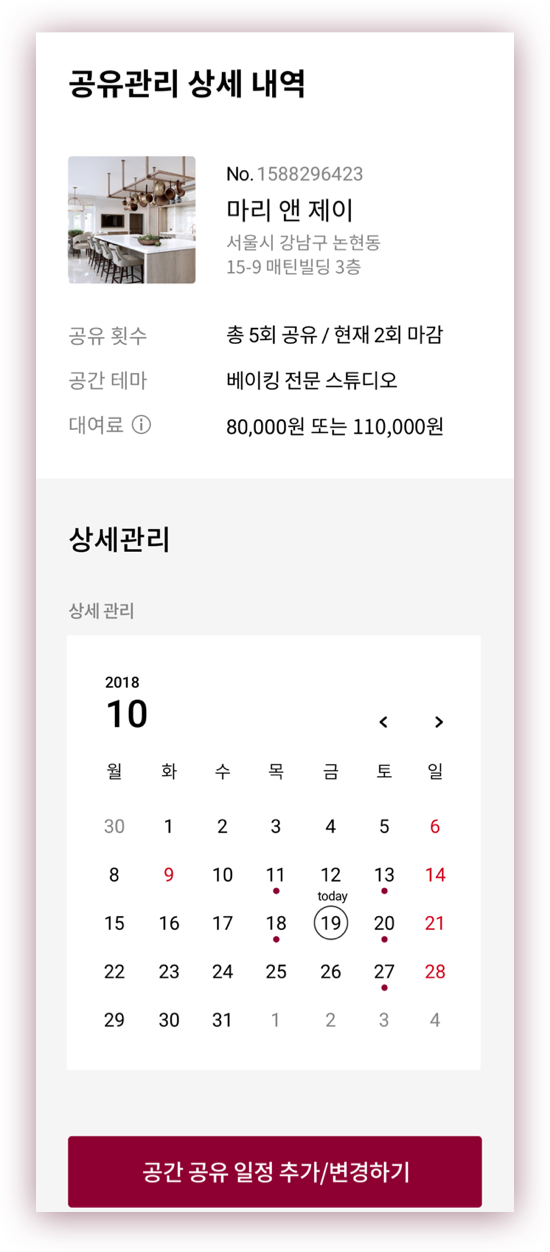 공유관리 상세 내역
No. 1588296423
마리 앤 제이
서울시 강남구 논현동
15-9 매틴빌딩 3층
공유 횟수 총 5회 공유 / 현재 2회 마감
공간 테마 베이킹 전문 스튜디오
대여료 ⓘ 80,000원 또는 110,000원
상세관리
상세 관리
2018
10 < >
월 화 수 목 금 토 일
30 1 2 3 4 5 6
8 9 10 11 12 13 14
today
15 16 17 18 19 20 21
22 23 24 25 26 27 28
29 30 31 1 2 3 4
공간 공유 일정 추가/변경하기